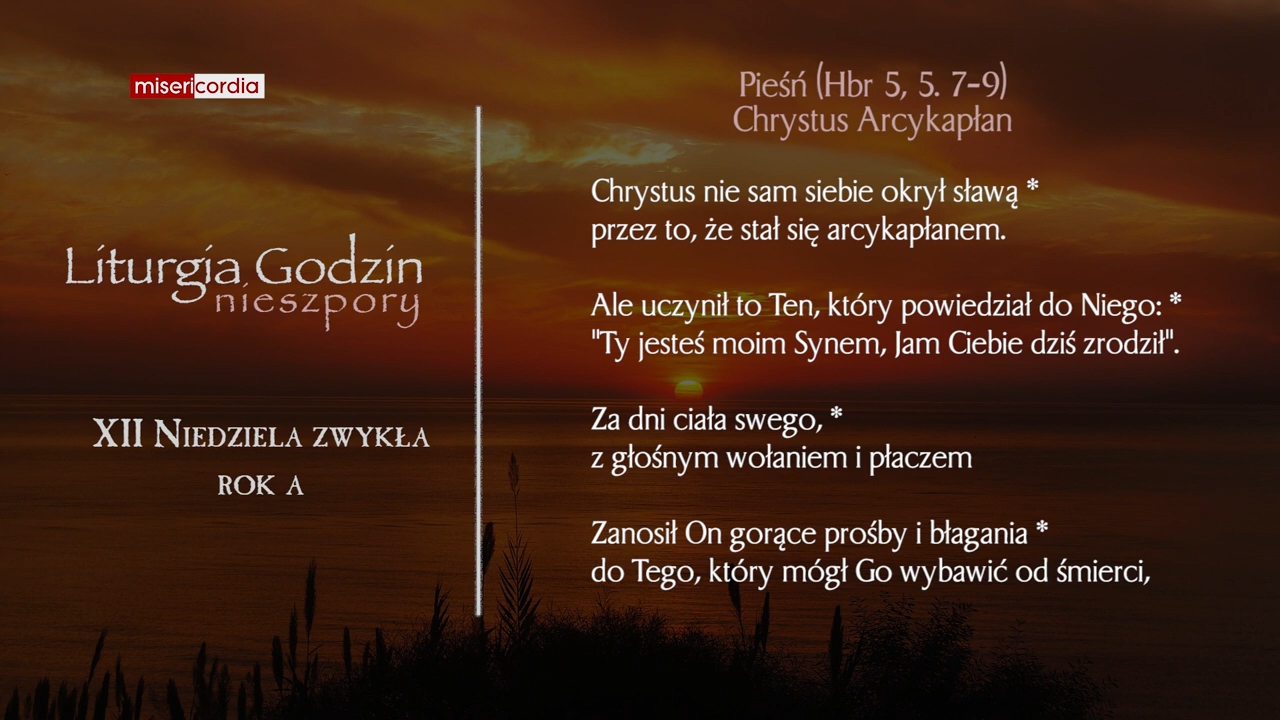 misericordia
Liturgia Godzin
nieszpory
XII Niedziela zwykła
rok a
Pieśń (Hbr 5, 5. 7-9)
Chrystus Arcykapłan
Chrystus nie sam siebie okrył sławą *
przez to, że stał się arcykapłanem.
Ale uczynił to Ten, który powiedział do Niego: *
"Ty jesteś moim Synem, Jam Ciebie dziś zrodził".
Za dni ciała swego, *
z głośnym wołaniem i płaczem
Zanosił On gorące prośby i błagania *
do Tego, który mógł Go wybawić od śmierci,